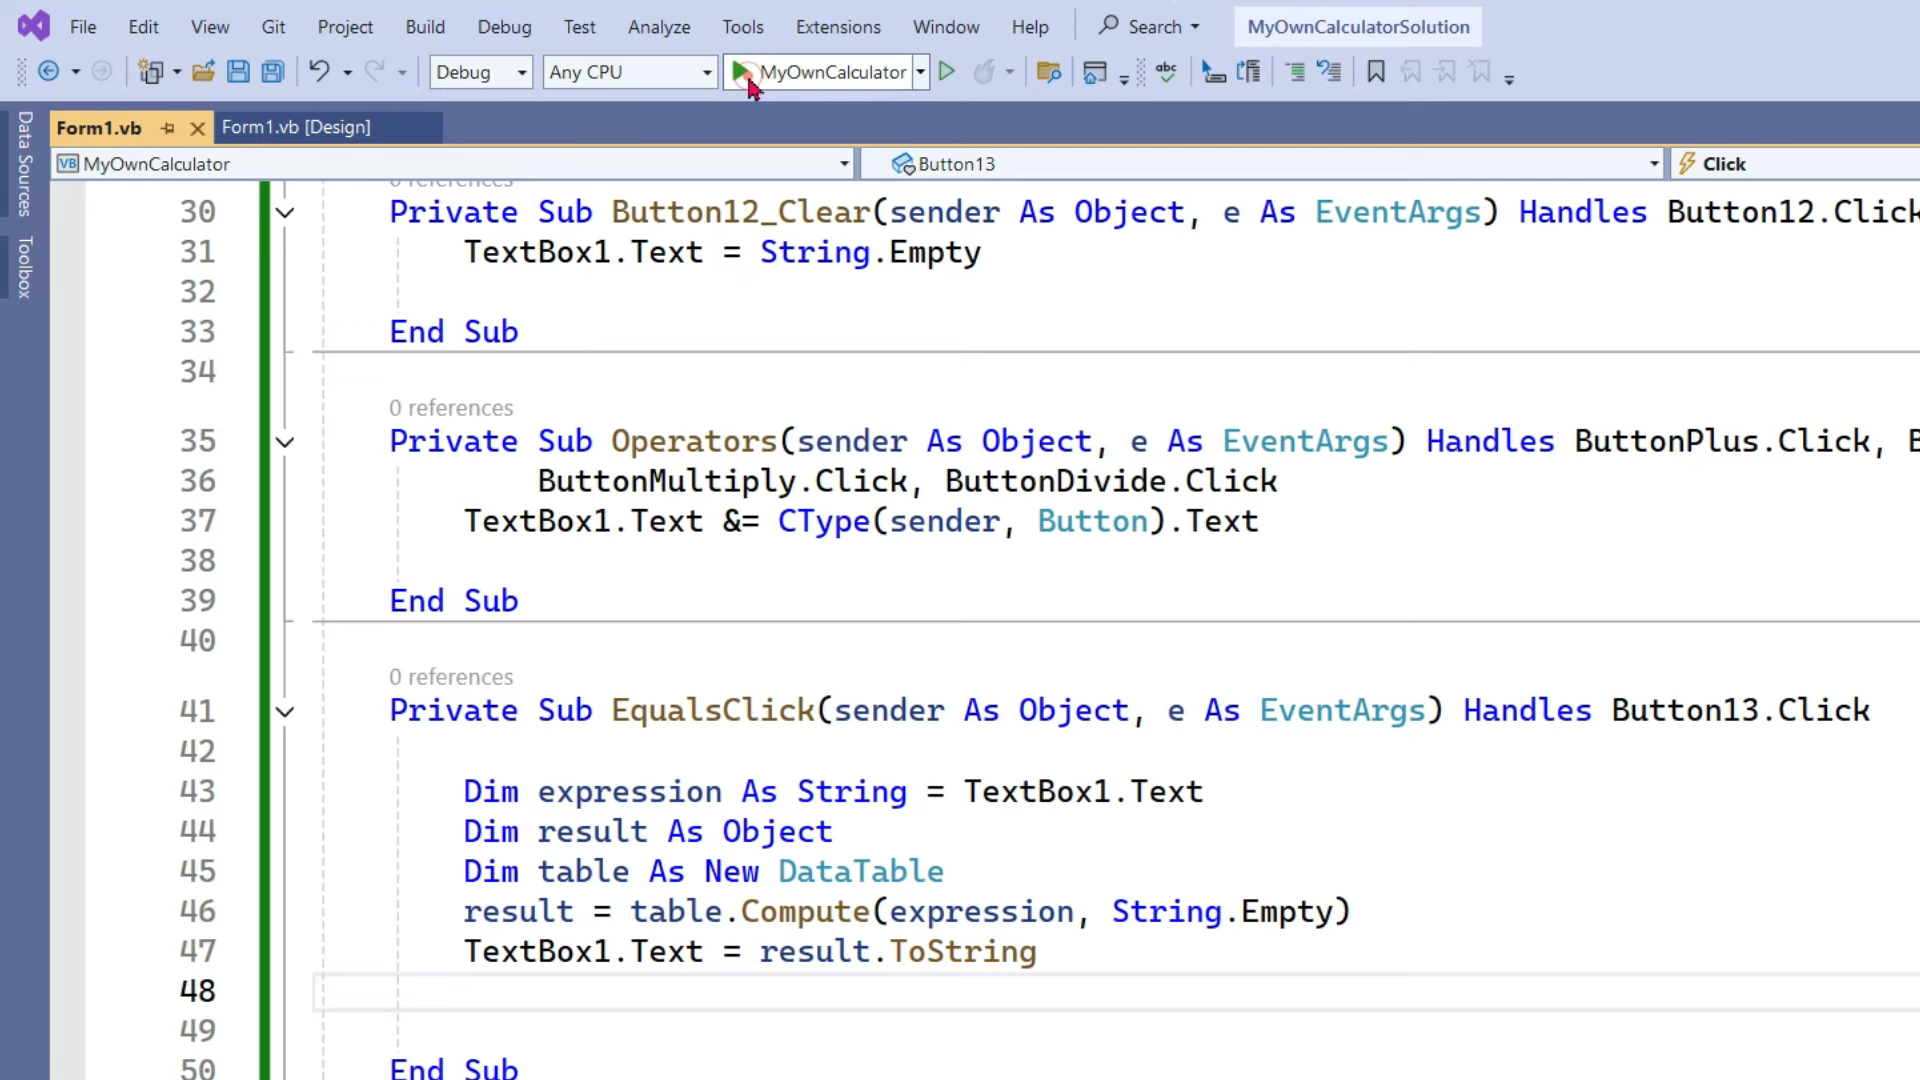 File Edit View Git Project Build Debug Test Analyze Tools Extensions Window Help Search MyOwnCalculatorSolution
Debug Any CPU MyOwnCalculator abc
Data Sources
Toolbox
Form1.vb Form1.vb [Design]
VB MyOwnCalculator Button13 Click
0 references
30 Private Sub Button12_Clear(sender As Object, e As EventArgs) Handles Button12.Click
31 TextBox1.Text = String.Empty
32
33 End Sub
34
0 references
35 Private Sub Operators(sender As Object, e As EventArgs) Handles ButtonPlus.Click,
36 ButtonMultiply.Click, ButtonDivide.Click
37 TextBox1.Text &= CType(sender, Button).Text
38
39 End Sub
40
0 references
41 Private Sub EqualsClick(sender As Object, e As EventArgs) Handles Button13.Click
42
43 Dim expression As String = TextBox1.Text
44 Dim result As Object
45 Dim table As New DataTable
46 result = table.Compute(expression, String.Empty)
47 TextBox1.Text = result.ToString
48
49
50 End Sub